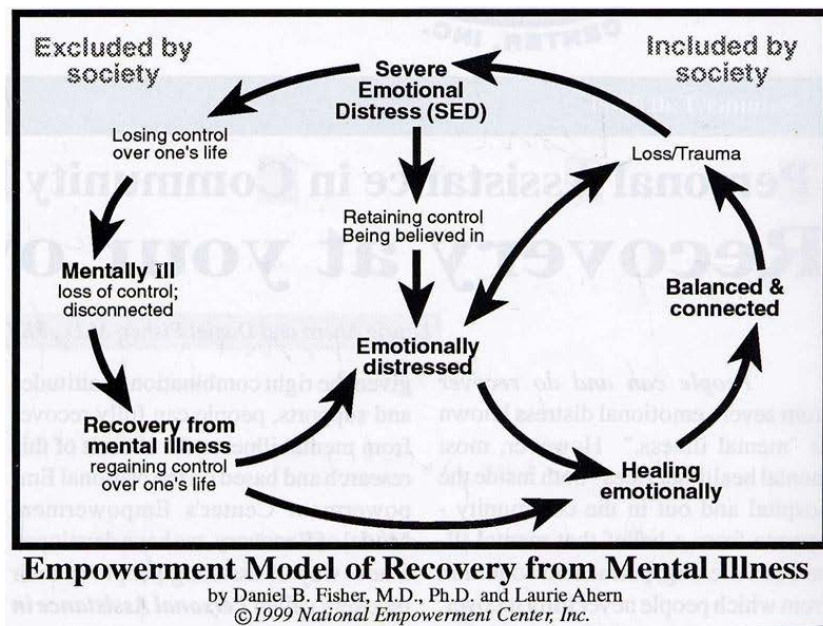 Excluded by
society
Included by
society
Severe
Emotional
Distress (SED)
Losing control
over one's life
Loss/Trauma
Retaining control
Being believed in
Mentally Ill
loss of control;
disconnected
Balanced &
connected
Emotionally
distressed
Recovery from
mental illness
regaining control
over one's life
Healing
emotionally
Empowerment Model of Recovery from Mental Illness
by Daniel B. Fisher, M.D., Ph.D. and Laurie Ahern
©1999 National Empowerment Center, Inc.